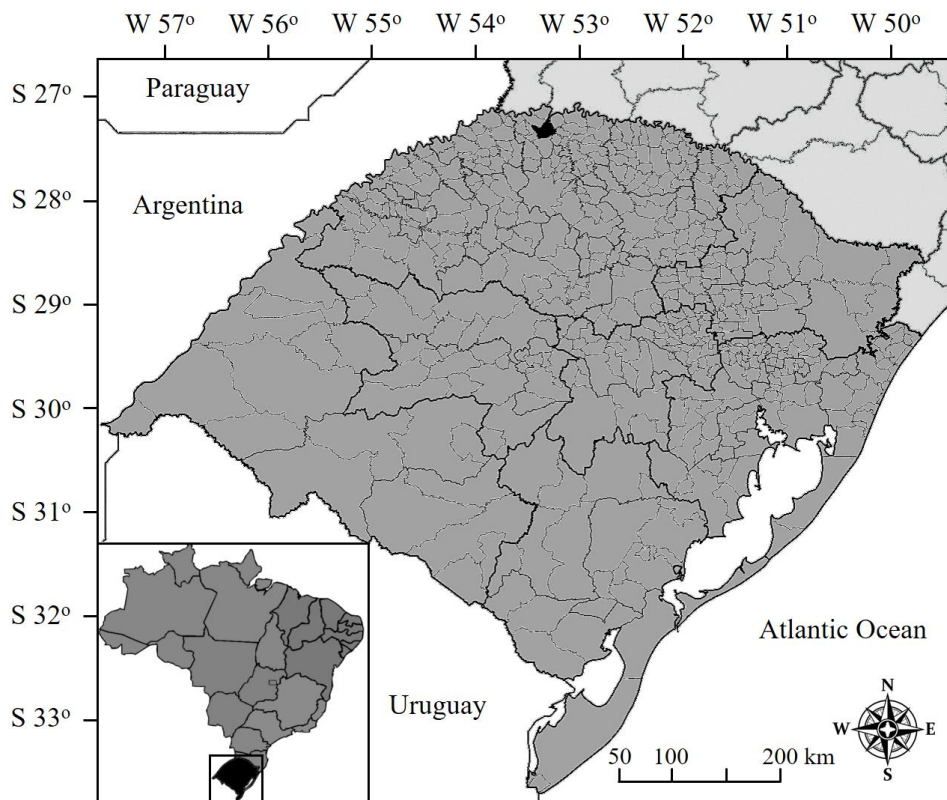 W 57º W 56º W 55º W 54º W 53º W 52º W 51º W 50º
S 27º
Paraguay
S 28º
Argentina
S 29º
S 30º
S 31º
S 32º
Atlantic Ocean
S 33º
Uruguay
N
W E
S
50 100 200 km